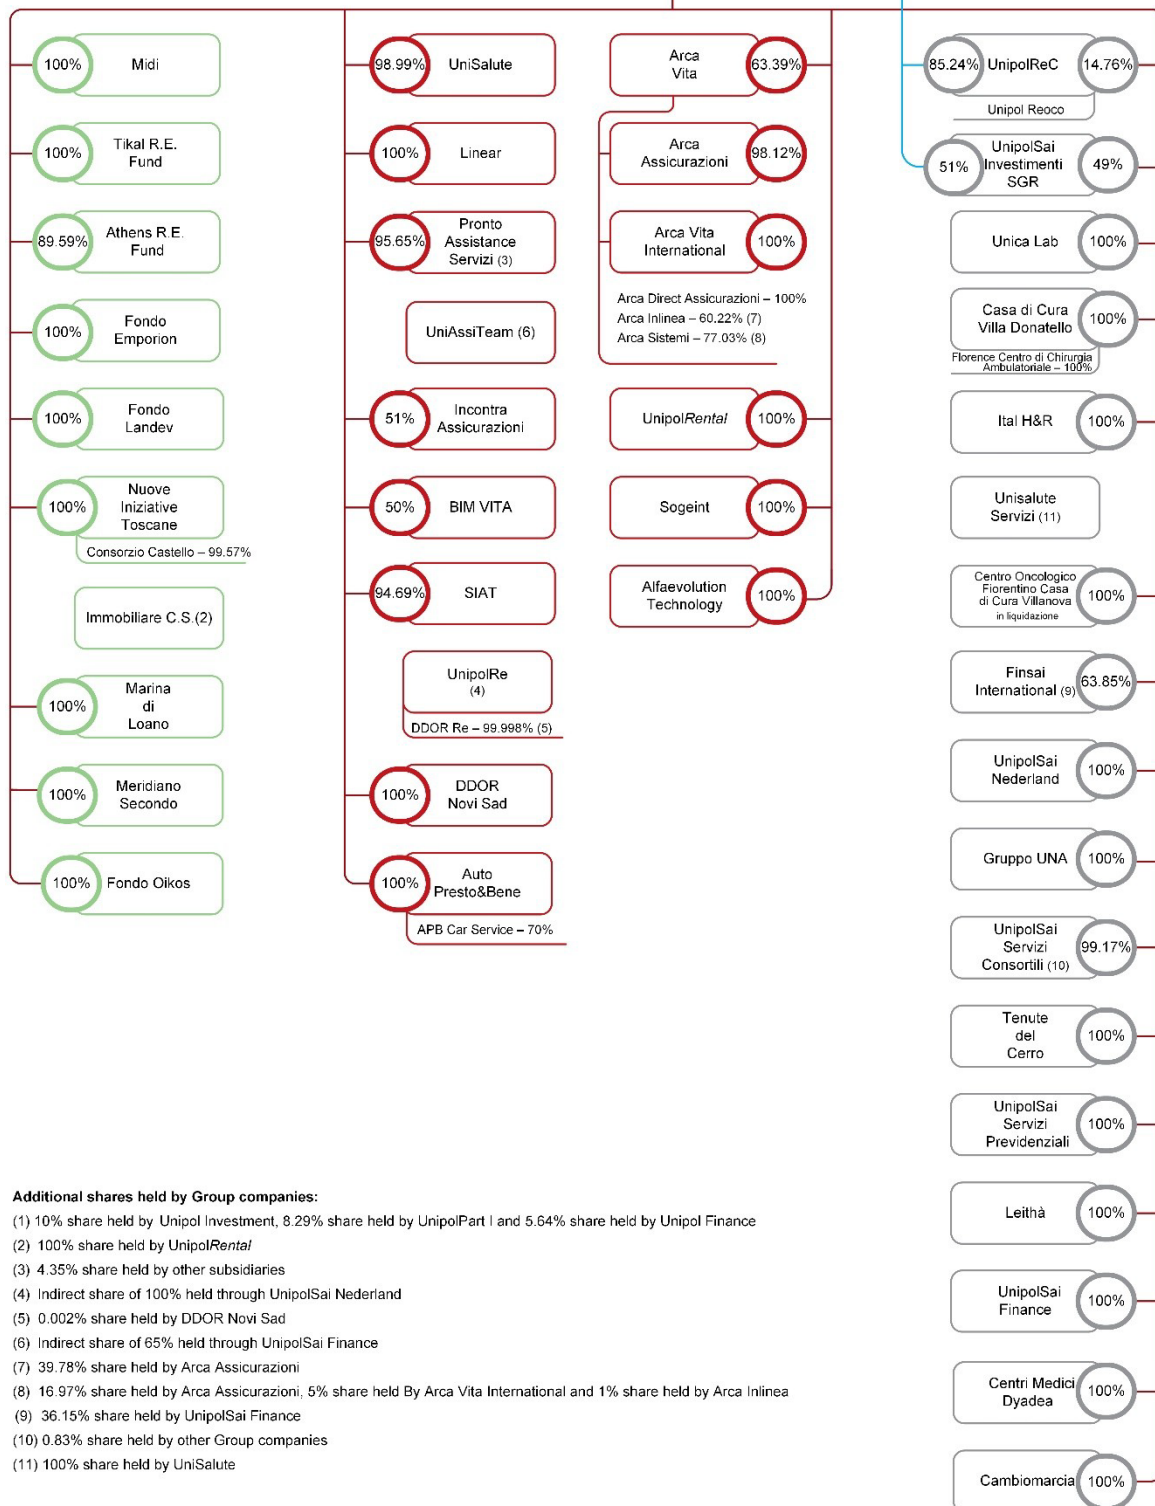 100%
Midi
100%
Tikal R.E.
Fund
89.59%
Athens R.E.
Fund
100%
Fondo
Emporion
100%
Fondo
Landev
100%
Nuove
Iniziative
Toscane
Consorzio Castello – 99.57%
Immobiliare C.S.(2)
100%
Marina
di
Loano
100%
Meridiano
Secondo
100%
Fondo Oikos
98.99%
UniSalute
100%
Linear
95.65%
Pronto
Assistance
Servizi (3)
UniAssiTeam (6)
51%
Incontra
Assicurazioni
50%
BIM VITA
94.69%
SIAT
UnipolRe
(4)
DDOR Re – 99.998% (5)
100%
DDOR
Novi Sad
100%
Auto
Presto&Bene
APB Car Service – 70%
Arca
Vita
63.39%
Arca
Assicurazioni
98.12%
Arca Vita
International
100%
Arca Direct Assicurazioni – 100%
Arca Inlinea – 60.22% (7)
Arca Sistemi – 77.03% (8)
UnipolRental
100%
Sogeint
100%
Alfaevolution
Technology
100%
85.24%
UnipolReC
14.76%
Unipol Reoco
51%
UnipolSai
Investimenti
SGR
49%
Unica Lab
100%
Casa di Cura
Villa Donatello
100%
Florence Centro di Chirurgia
Ambulatoriale – 100%
Ital H&R
100%
Unisalute
Servizi (11)
Centro Oncologico
Fiorentino Casa
di Cura Villanova
in liquidazione
100%
Finsai
International (9)
63.85%
UnipolSai
Nederland
100%
Gruppo UNA
100%
UnipolSai
Servizi
Consortili (10)
99.17%
Tenute
del
Cerro
100%
UnipolSai
Servizi
Previdenziali
100%
Leithà
100%
UnipolSai
Finance
100%
Centri Medici
Dyadea
100%
Cambiomarcia
100%
Additional shares held by Group companies:
(1) 10% share held by Unipol Investment, 8.29% share held by UnipolPart I and 5.64% share held by Unipol Finance
(2) 100% share held by UnipolRental
(3) 4.35% share held by other subsidiaries
(4) Indirect share of 100% held through UnipolSai Nederland
(5) 0.002% share held by DDOR Novi Sad
(6) Indirect share of 65% held through UnipolSai Finance
(7) 39.78% share held by Arca Assicurazioni
(8) 16.97% share held by Arca Assicurazioni, 5% share held By Arca Vita International and 1% share held by Arca Inlinea
(9) 36.15% share held by UnipolSai Finance
(10) 0.83% share held by other Group companies
(11) 100% share held by UniSalute